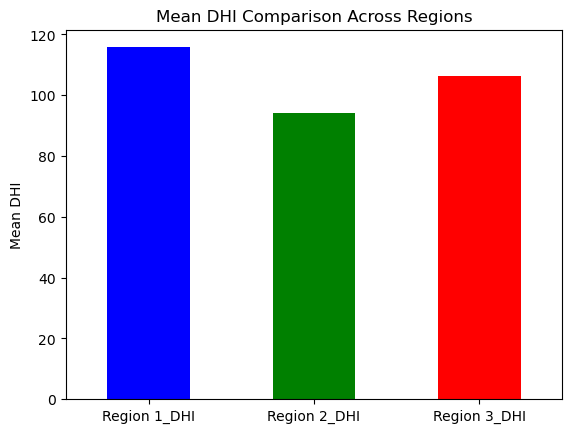 Mean DHI Comparison Across Regions
120
100
80
60
40
20
0
Mean DHI
Region 1_DHI
Region 2_DHI
Region 3_DHI